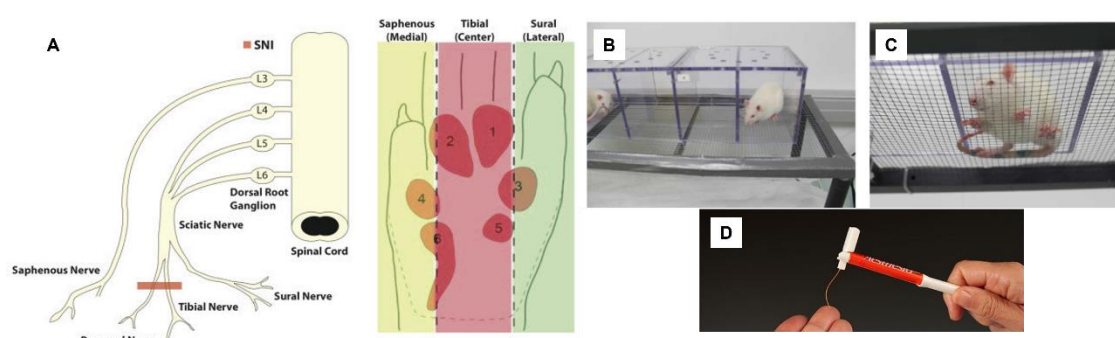 A
SNI
L3
L4
L5
L6
Dorsal Root
Ganglion
Sciatic Nerve
Spinal Cord
Saphenous Nerve
Tibial Nerve
Sural Nerve
Saphenous
(Medial)
Tibial
(Center)
Sural
(Lateral)
2
1
4
3
5
6
B
C
D